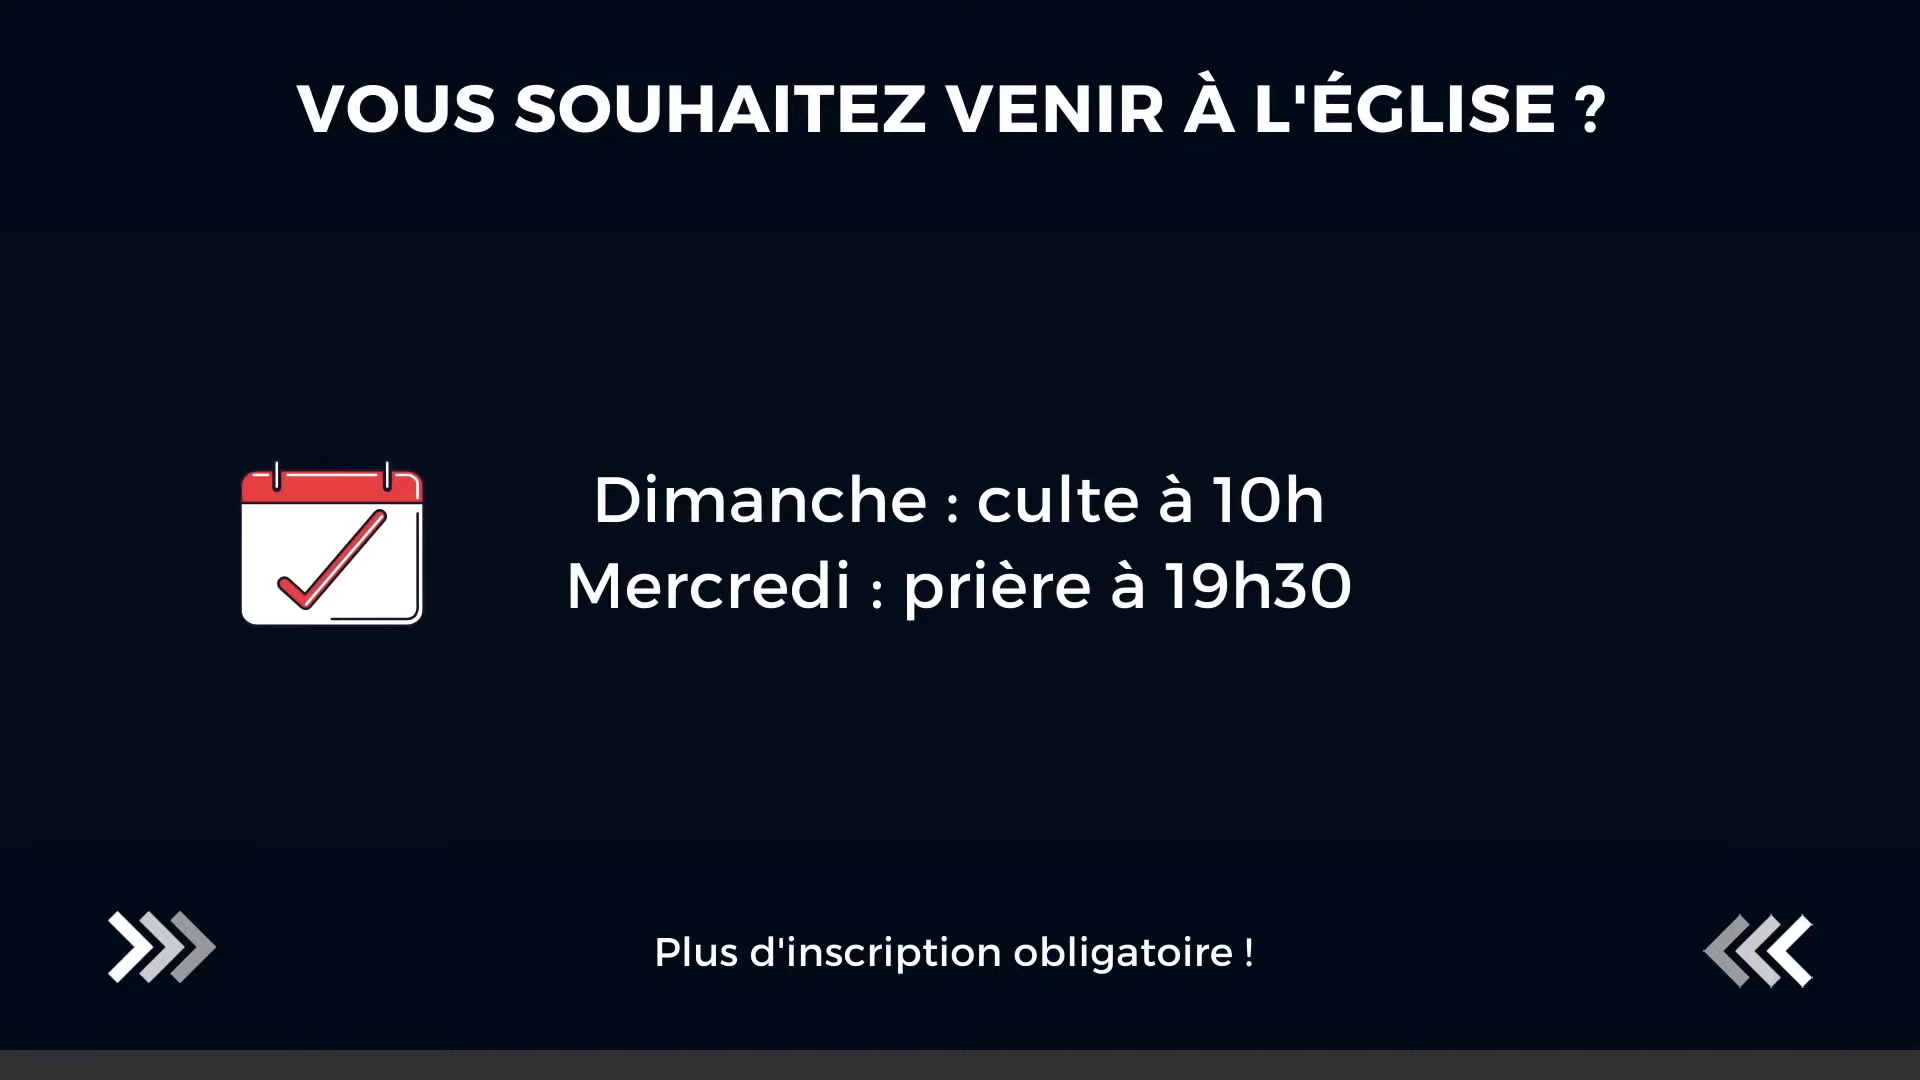 VOUS SOUHAITEZ VENIR À L'ÉGLISE ?
Dimanche : culte à 10h
Mercredi : prière à 19h30
Plus d'inscription obligatoire !